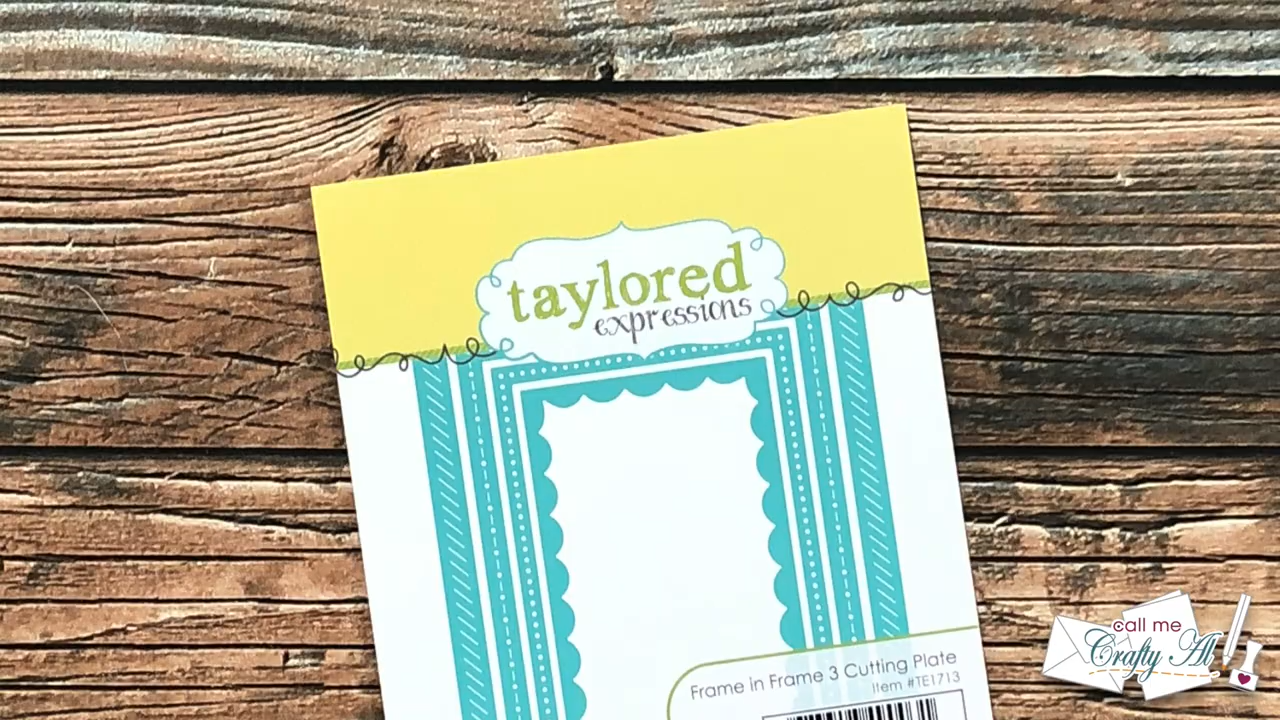 taylored
expressions
Frame in Frame 3 Cutting Plate
Item #TE1713
call me
Crafty Al